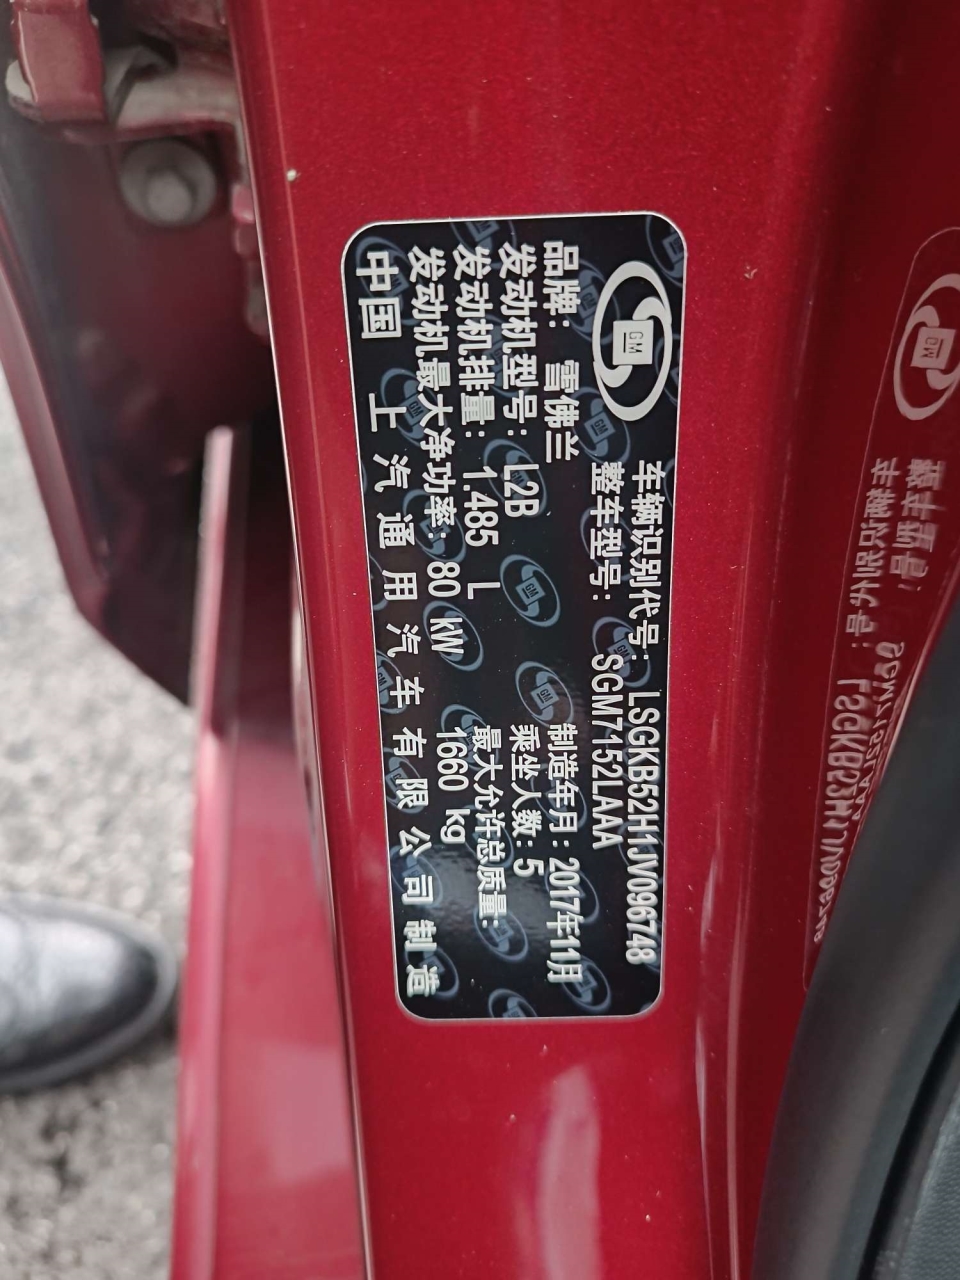 GM
车辆识别代号: LSGKB52H1JV096748
整车型号: SGM7152LAAA
品牌: 雪佛兰
制造年月: 2017年11月
发动机型号: L2B
乘坐人数: 5
发动机排量: 1.485 L
最大允许总质量:
1660 kg
发动机最大净功率: 80 kW
中国 上汽通用汽车有限公司制造